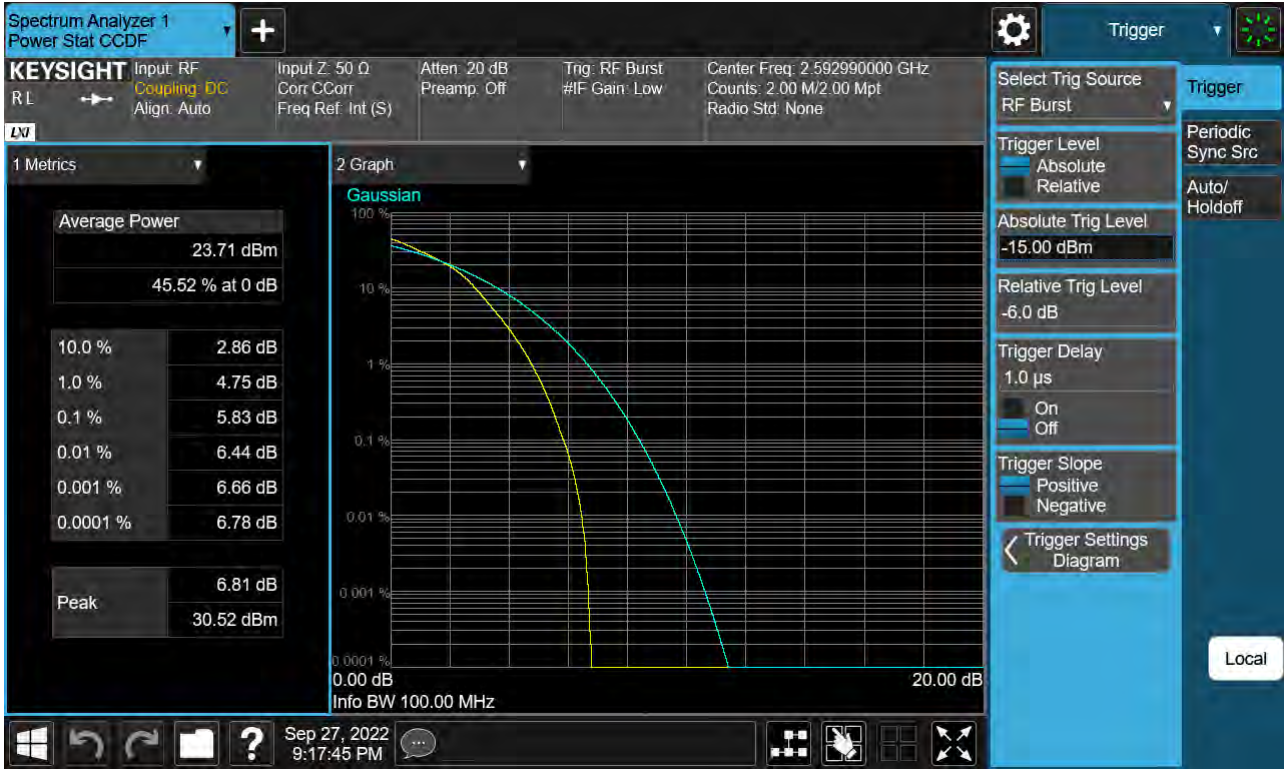 Spectrum Analyzer 1
Power Stat CCDF
+
Trigger
KEYSIGHT
R L
LXI
Input: RF
Coupling: DC
Align: Auto
Input Z: 50 Ω
Corr CCorr
Freq Ref: Int (S)
Atten: 20 dB
Preamp: Off
Trig: RF Burst
#IF Gain: Low
Center Freq: 2.592990000 GHz
Counts: 2.00 M/2.00 Mpt
Radio Std: None
1 Metrics
Average Power
23.71 dBm
45.52 % at 0 dB
10.0 % 2.86 dB
1.0 % 4.75 dB
0.1 % 5.83 dB
0.01 % 6.44 dB
0.001 % 6.66 dB
0.0001 % 6.78 dB
Peak
6.81 dB
30.52 dBm
2 Graph
Gaussian
100 %
10 %
1 %
0.1 %
0.01 %
0.001 %
0.0001 %
0.00 dB 20.00 dB
Info BW 100.00 MHz
Select Trig Source
RF Burst
Trigger Level
Absolute
Relative
Absolute Trig Level
-15.00 dBm
Relative Trig Level
-6.0 dB
Trigger Delay
1.0 µs
On
Off
Trigger Slope
Positive
Negative
Trigger Settings
Diagram
Trigger
Periodic
Sync Src
Auto/
Holdoff
Local
?
Sep 27, 2022
9:17:45 PM